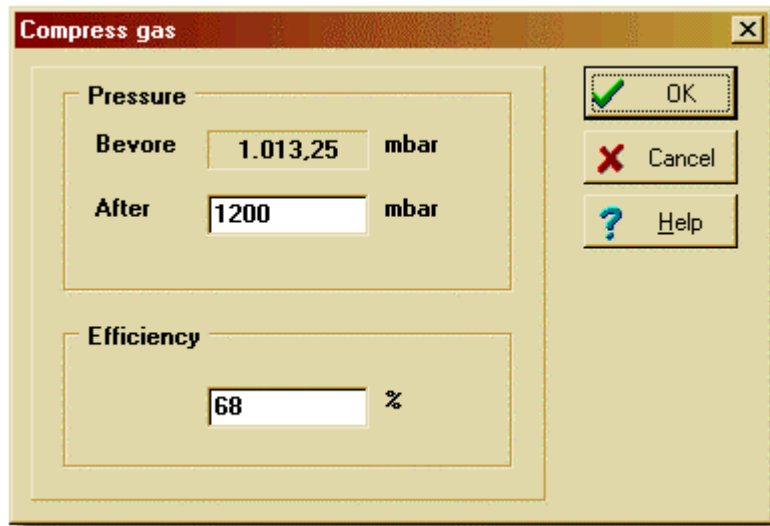 Compress gas
Pressure
Bevore 1.013,25 mbar
After 1200 mbar
Efficiency
68 %
OK
Cancel
Help